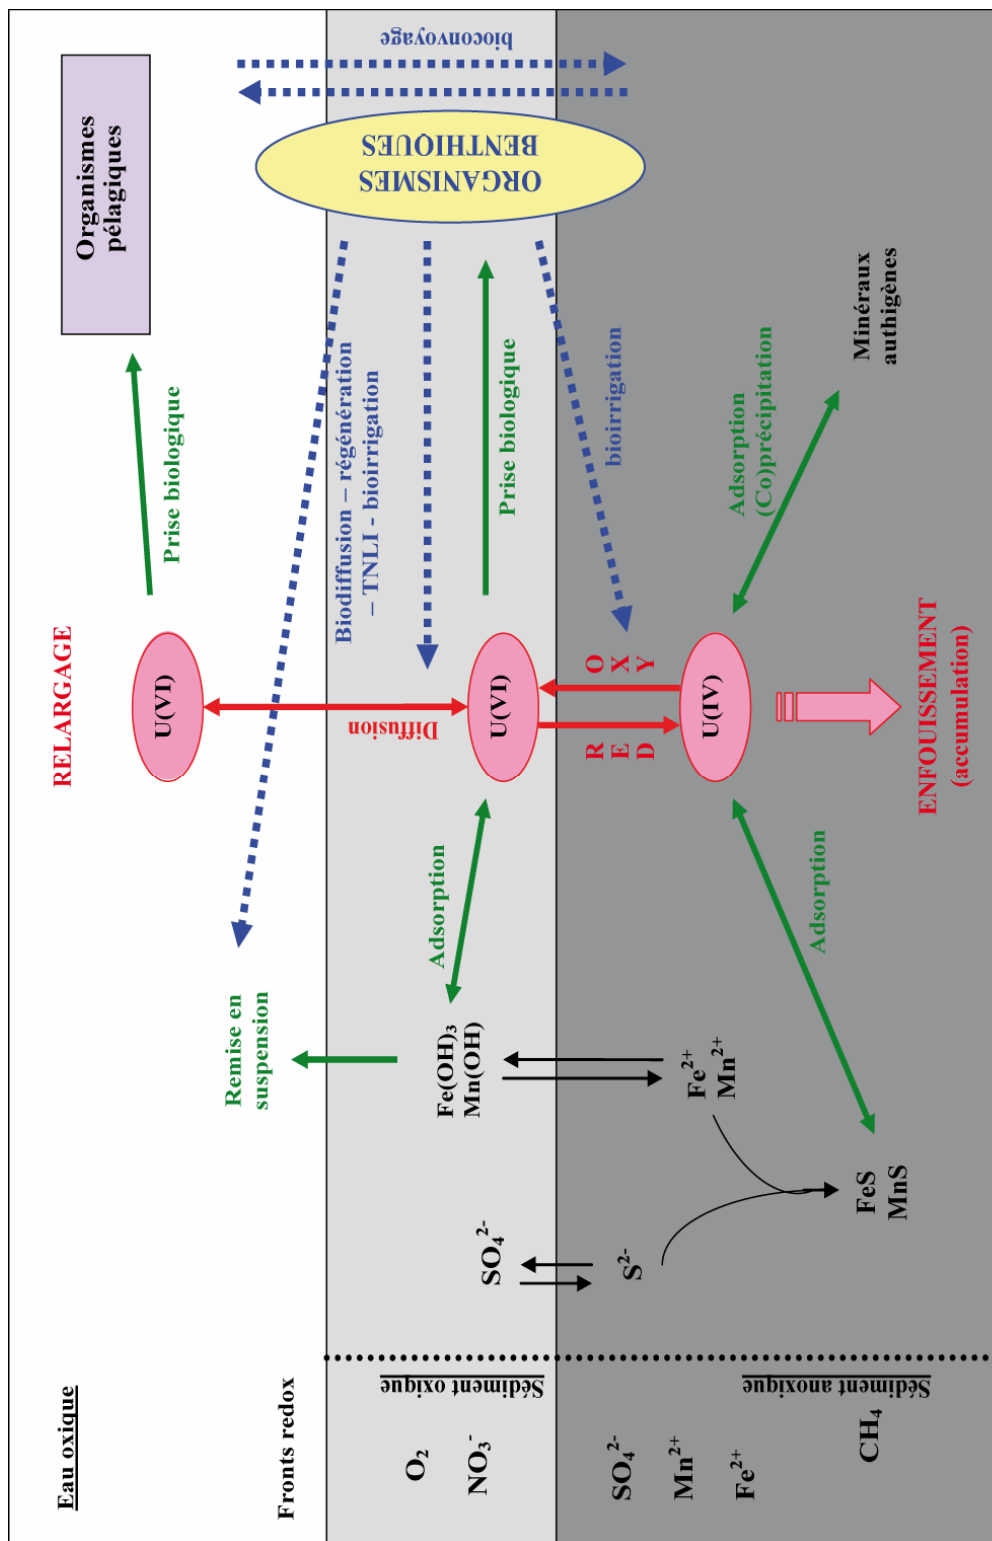 Eau oxique
Fronts redox
O2
NO3-
SO42-
Mn2+
Fe2+
CH4
Sédiment oxique
Sédiment anoxique
RELARGAGE
U(VI)
Prise biologique
Organismes
pélagiques
Remise en
suspension
Biodiffusion – régénération
– TNLI - bioirrigation
bioconvoyage
ORGANISMES
BENTHIQUES
Diffusion
SO42-
Fe(OH)3
Mn(OH)
Adsorption
U(VI)
Prise biologique
S2-
Fe2+
Mn2+
R
E
D
O
X
Y
bioirrigation
U(IV)
FeS
MnS
Adsorption
Adsorption
(Co)précipitation
Minéraux
authigènes
ENFOUISSEMENT
(accumulation)